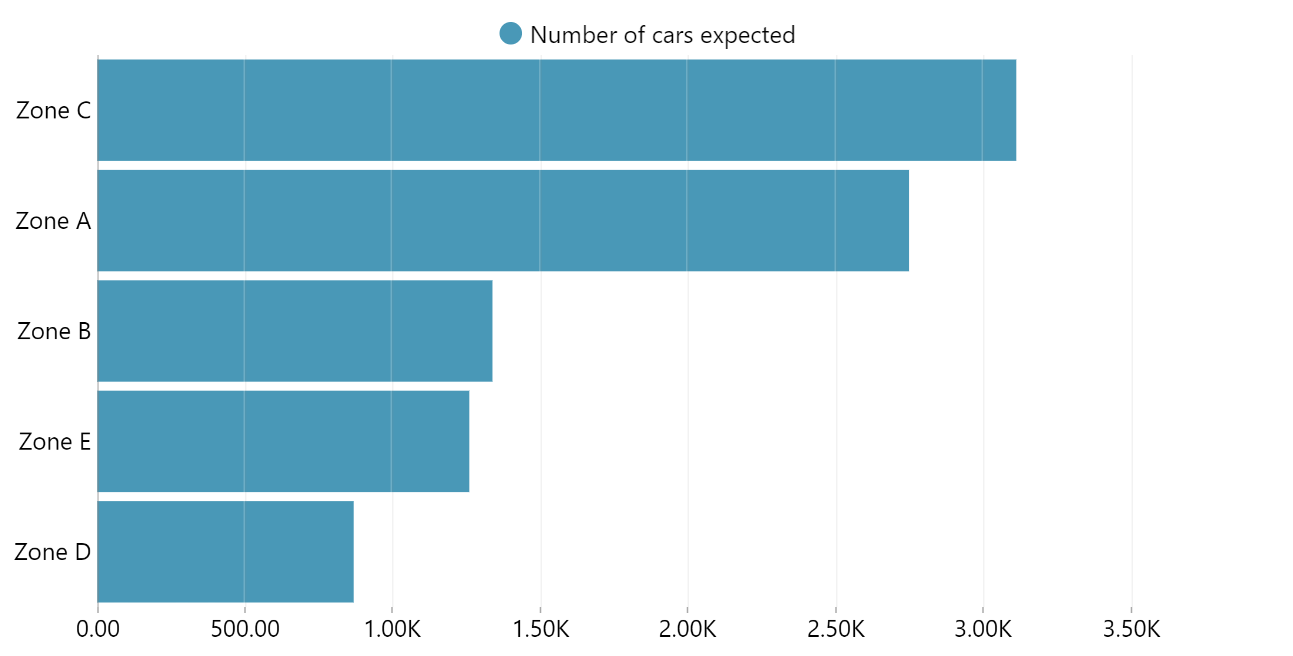 Number of cars expected
Zone C
Zone A
Zone B
Zone E
Zone D
0.00 500.00 1.00K 1.50K 2.00K 2.50K 3.00K 3.50K